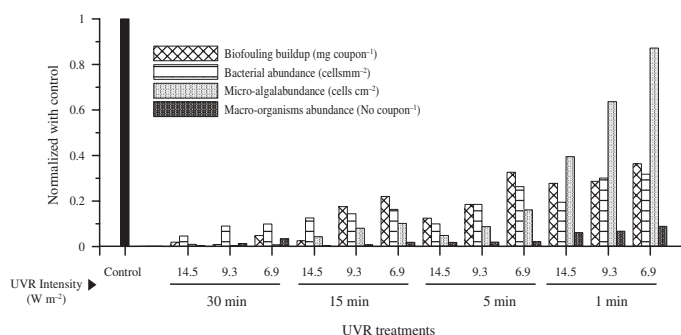 1
0.8
0.6
0.4
0.2
0
Normalized with control
Biofouling buildup (mg coupon⁻¹)
Bacterial abundance (cellsmm⁻²)
Micro-algalabundance (cells cm⁻²)
Macro-organisms abundance (No coupon⁻¹)
Control 14.5 9.3 6.9 14.5 9.3 6.9 14.5 9.3 6.9 14.5 9.3 6.9
UVR Intensity
(W m⁻²)
30 min 15 min 5 min 1 min
UVR treatments